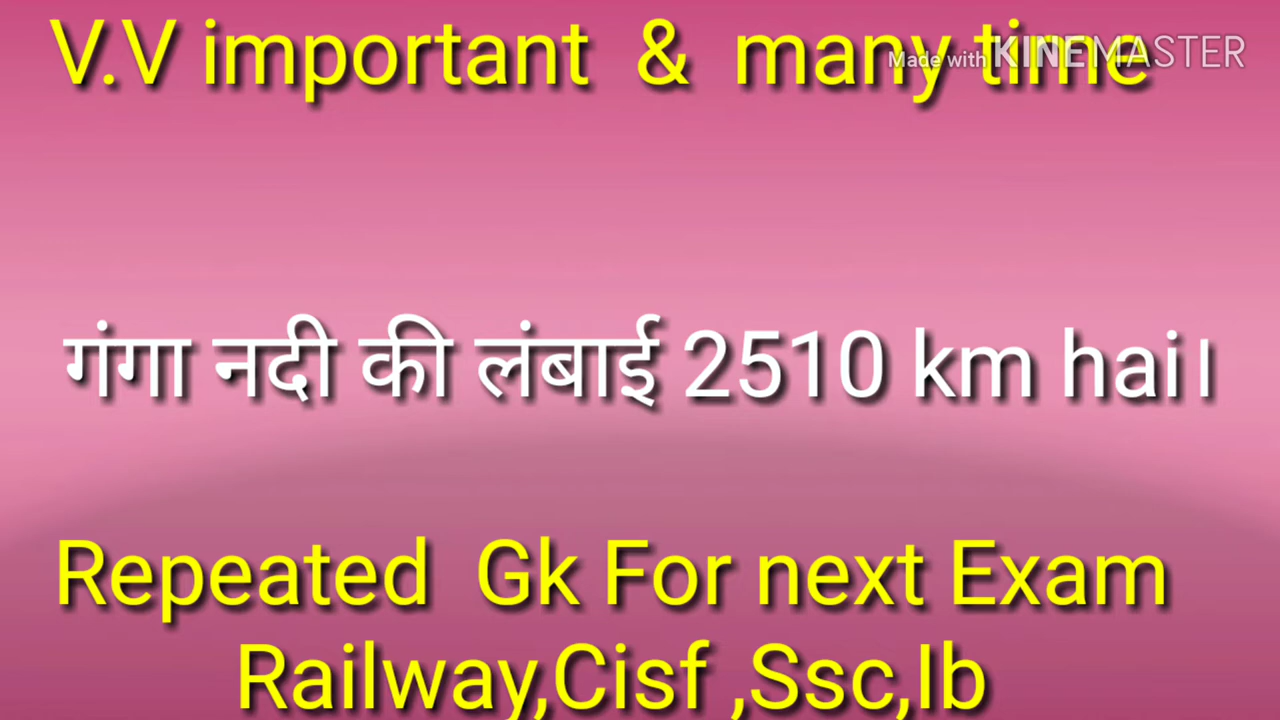 V.V important & many time
Made with KINEMASTER
गंगा नदी की लंबाई 2510 km hai।
Repeated Gk For next Exam
Railway,Cisf ,Ssc,Ib